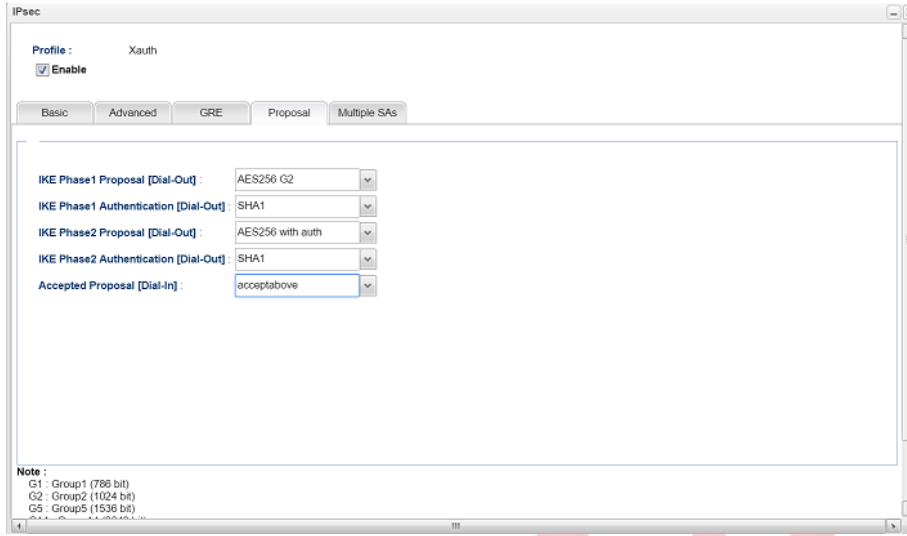 IPsec
Profile : Xauth
Enable
Basic Advanced GRE Proposal Multiple SAs
IKE Phase1 Proposal [Dial-Out] : AES256 G2
IKE Phase1 Authentication [Dial-Out] : SHA1
IKE Phase2 Proposal [Dial-Out] : AES256 with auth
IKE Phase2 Authentication [Dial-Out] : SHA1
Accepted Proposal [Dial-In] : acceptabove
Note :
G1 : Group1 (786 bit)
G2 : Group2 (1024 bit)
G5 : Group5 (1536 bit)